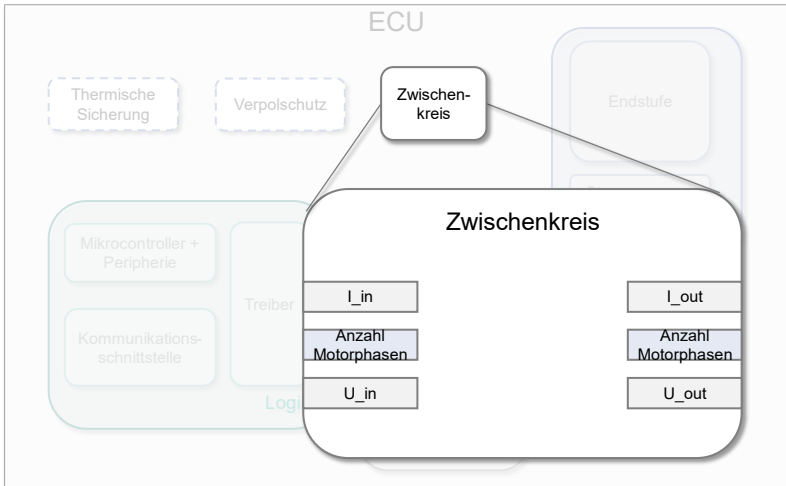 ECU
Thermische
Sicherung
Verpolschutz
Zwischen-
kreis
Endstufe
Zwischenkreis
Mikrocontroller +
Peripherie
Treiber
Kommunikations-
schnittstelle
Logi
I_in
Anzahl
Motorphasen
U_in
I_out
Anzahl
Motorphasen
U_out